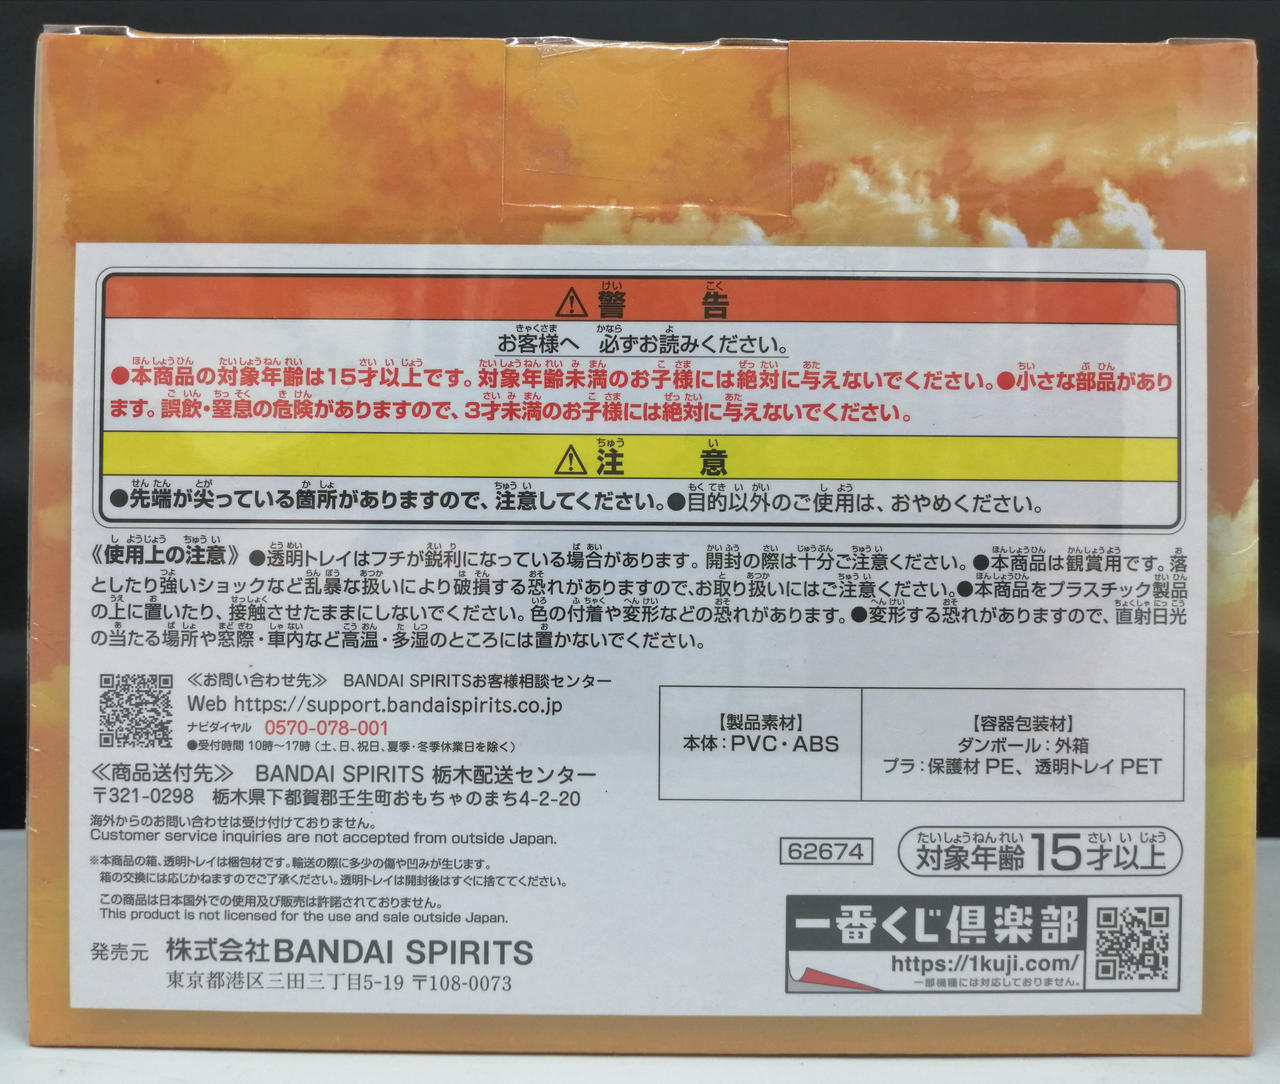 ⚠警告
お客様へ 必ずお読みください。
●本商品の対象年齢は15才以上です。対象年齢未満のお子様には絶対に与えないでください。●小さな部品があり
ます。誤飲・窒息の危険がありますので、3才未満のお子様には絶対に与えないでください。
⚠注意
●先端が尖っている箇所がありますので、注意してください。●目的以外のご使用は、おやめください。
《使用上の注意》●透明トレイはフチが鋭利になっている場合があります。開封の際は十分ご注意ください。●本商品は観賞用です。落
としたり強いショックなど乱暴な扱いにより破損する恐れがありますので、お取り扱いにはご注意ください。●本商品をプラスチック製品
の上に置いたり、接触させたままにしないでください。色の付着や変形などの恐れがあります。●変形する恐れがありますので、直射日光
の当たる場所や窓際・車内など高温・多湿のところには置かないでください。
≪お問い合わせ先≫ BANDAI SPIRITSお客様相談センター
Web https://support.bandaispirits.co.jp
ナビダイヤル 0570-078-001
●受付時間 10時〜17時(土、日、祝日、夏季・冬季休業日を除く)
≪商品送付先≫ BANDAI SPIRITS 栃木配送センター
〒321-0298 栃木県下都賀郡壬生町おもちゃのまち4-2-20
海外からのお問い合わせは受け付けておりません。
Customer service inquiries are not accepted from outside Japan.
※本商品の箱、透明トレイは梱包材です。輸送の際に多少の傷や凹みが生じます。
箱の交換には応じかねますのでご了承ください。透明トレイは開封後はすぐに捨ててください。
この商品は日本国外での使用及び販売は許諾されておりません。
This product is not licensed for the use and sale outside Japan.
発売元 株式会社BANDAI SPIRITS
東京都港区三田三丁目5-19 〒108-0073
【製品素材】
本体:PVC・ABS
【容器包装材】
ダンボール:外箱
プラ:保護材 PE、透明トレイ PET
62674
対象年齢15才以上
一番くじ倶楽部
https://1kuji.com/
一部機種には対応しておりません。